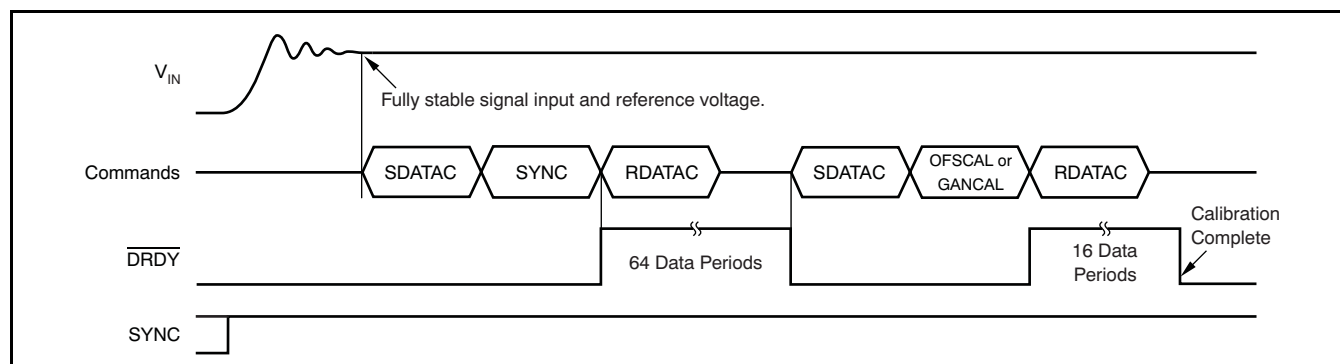 V_IN
Fully stable signal input and reference voltage.
Commands
SDATAC
SYNC
RDATAC
SDATAC
OFSCAL or
GANCAL
RDATAC
Calibration
Complete
DRDY
64 Data Periods
16 Data
Periods
SYNC